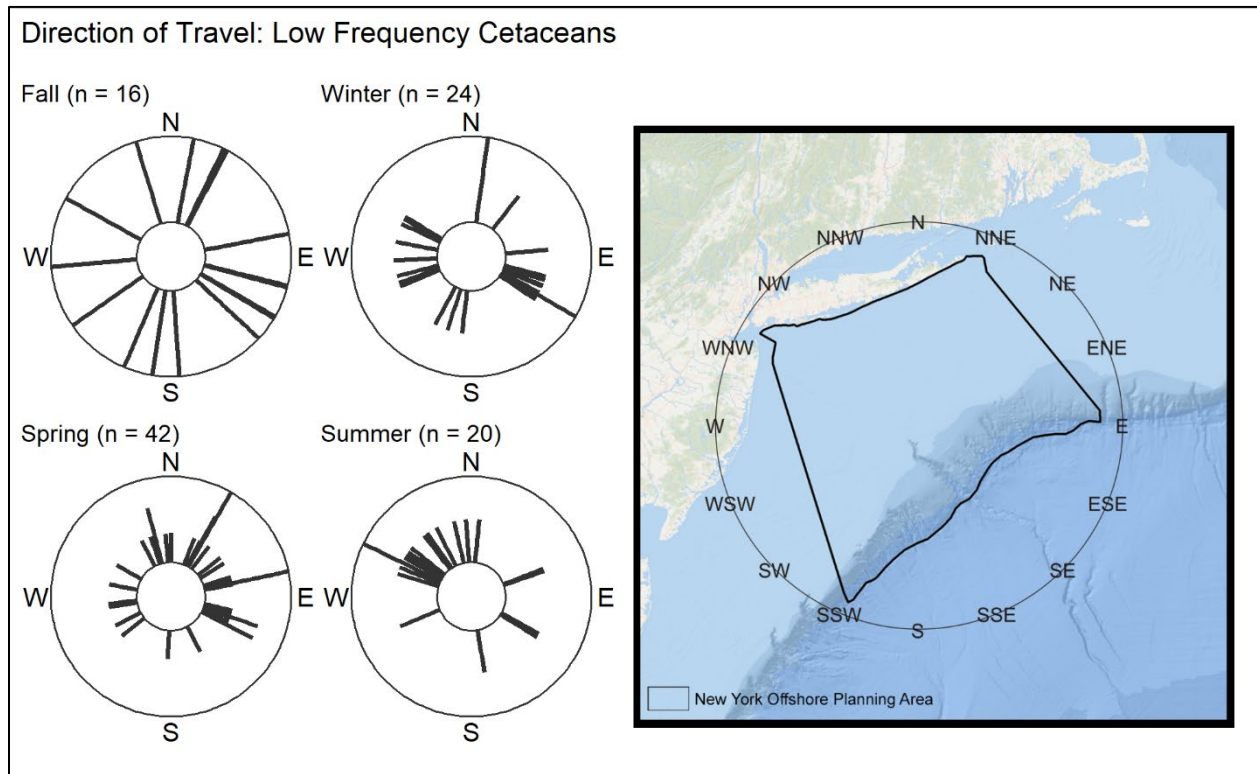 Direction of Travel: Low Frequency Cetaceans
Fall (n = 16)
N
W
E
S
Winter (n = 24)
N
W
E
S
Spring (n = 42)
N
W
E
S
Summer (n = 20)
N
W
E
S
N
NNW
NNE
NW
NE
WNW
ENE
W
E
WSW
ESE
SW
SE
SSW
SSE
S
New York Offshore Planning Area